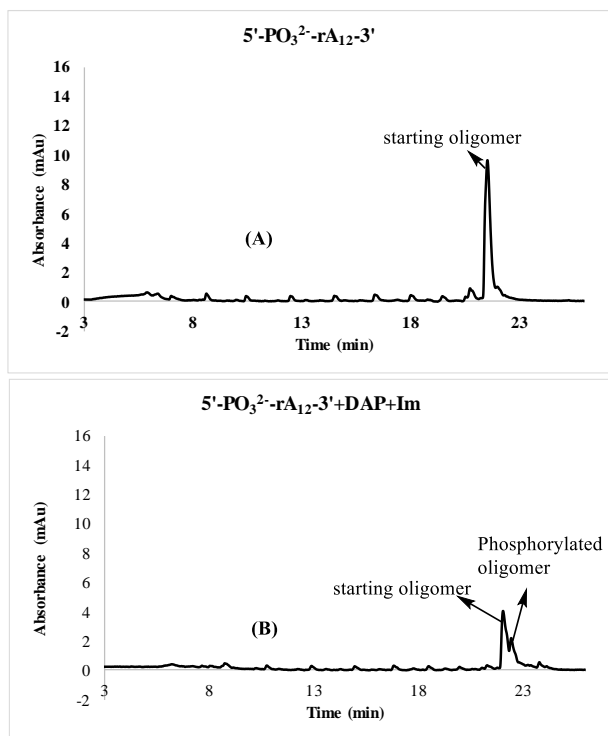 5'-PO₃²⁻-rA₁₂-3'
16
14
12
10
8
6
4
2
0
-2
Absorbance (mAu)
starting oligomer
(A)
3 8 13 18 23
Time (min)
5'-PO₃²⁻-rA₁₂-3'+DAP+Im
16
14
12
10
8
6
4
2
0
-2
Absorbance (mAu)
Phosphorylated
oligomer
starting oligomer
(B)
3 8 13 18 23
Time (min)